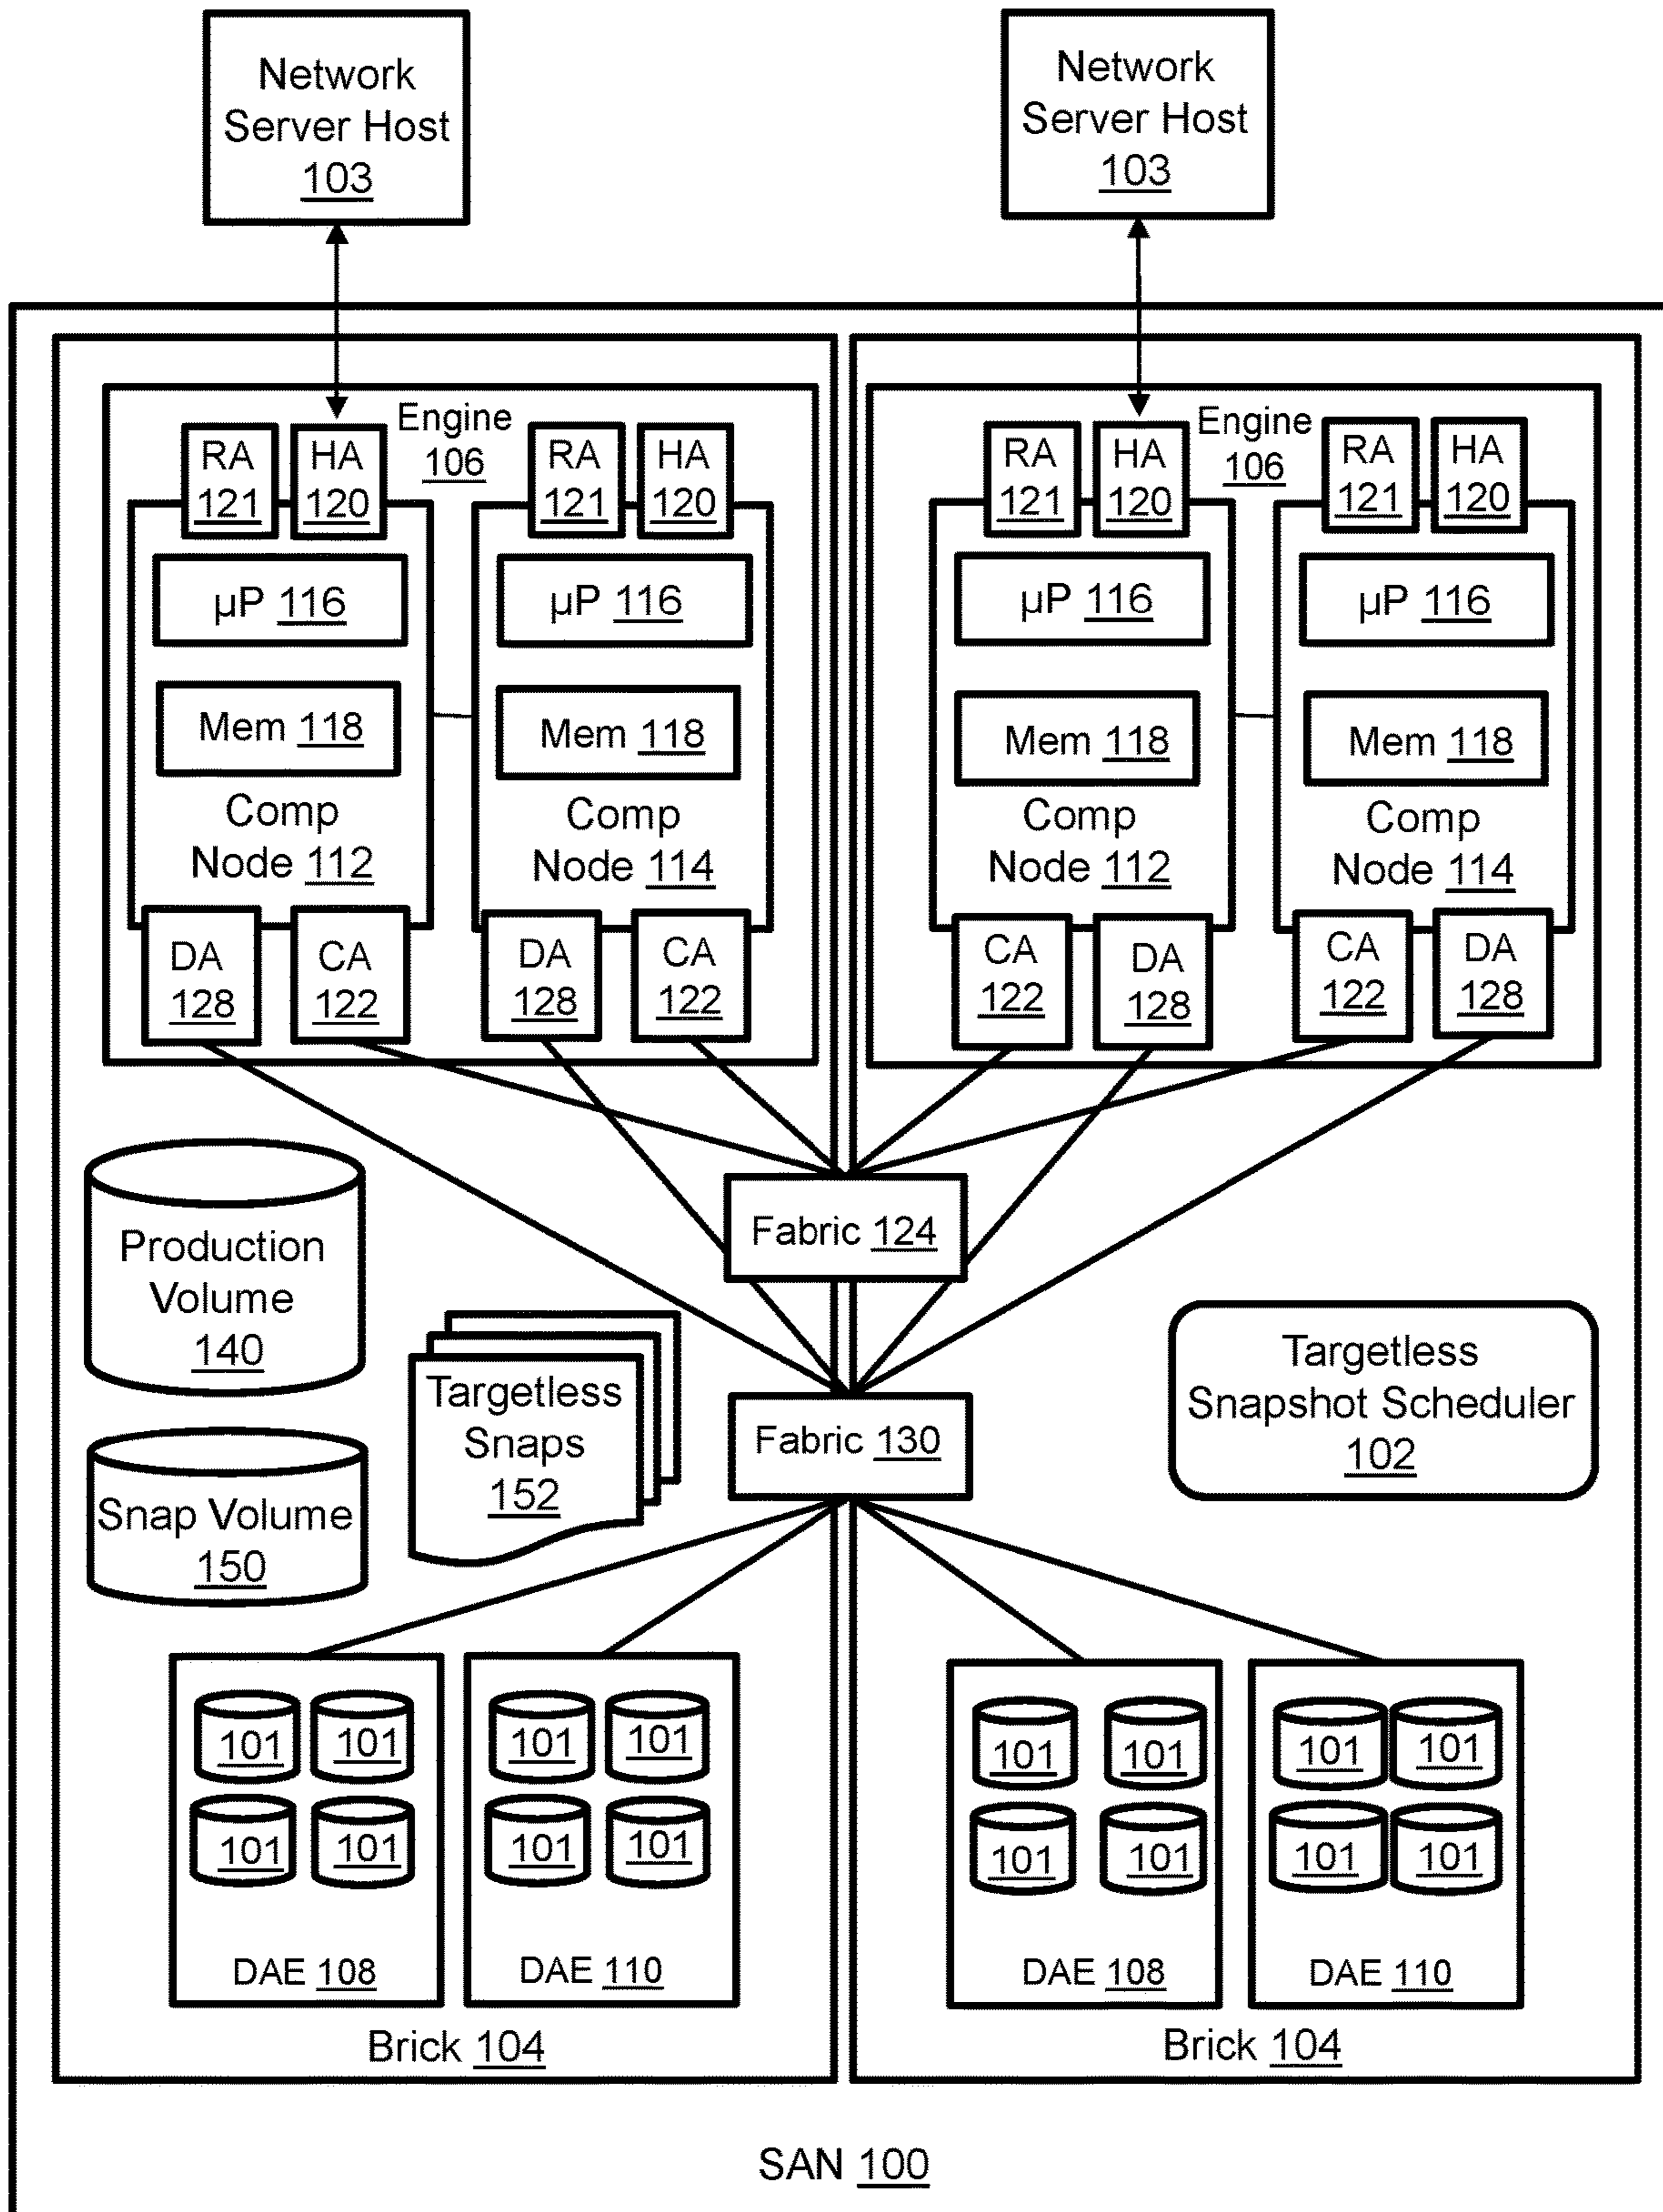 Network
Server Host
103
Network
Server Host
103
RA
121
HA
120
Engine
106
RA
121
HA
120
µP 116
µP 116
Mem 118
Mem 118
Comp
Node 112
Comp
Node 114
DA
128
CA
122
DA
128
CA
122
RA
121
HA
120
Engine
106
RA
121
HA
120
µP 116
µP 116
Mem 118
Mem 118
Comp
Node 112
Comp
Node 114
CA
122
DA
128
CA
122
DA
128
Fabric 124
Production
Volume
140
Targetless
Snaps
152
Fabric 130
Targetless
Snapshot Scheduler
102
Snap Volume
150
101 101
101 101
DAE 108
101 101
101 101
DAE 110
Brick 104
101 101
101 101
DAE 108
101 101
101 101
DAE 110
Brick 104
SAN 100